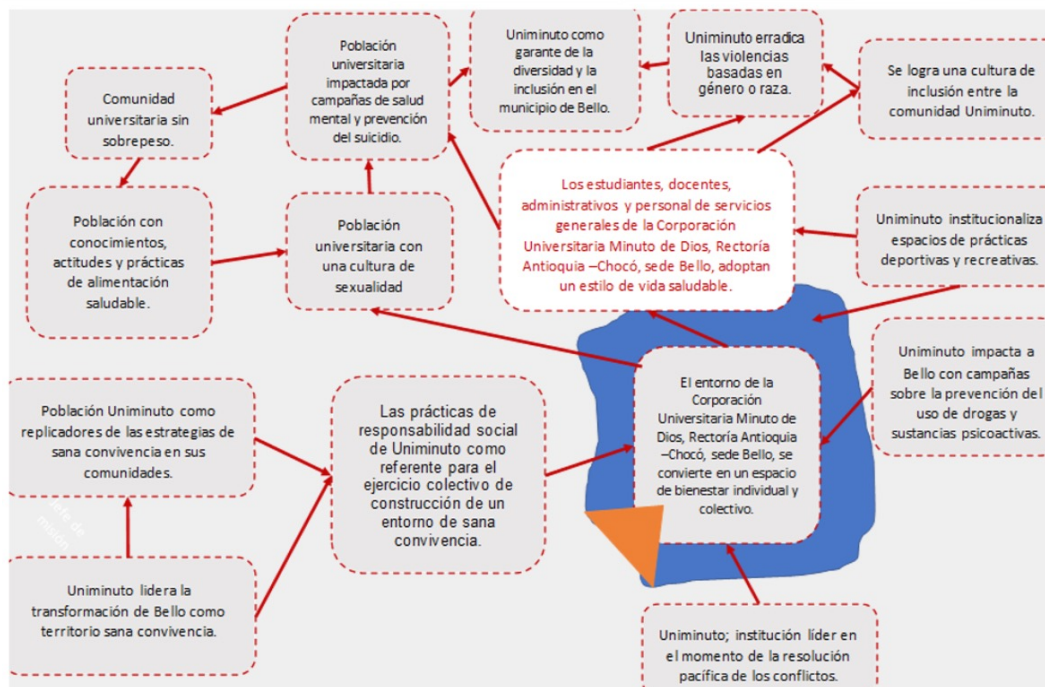 Comunidad
universitaria sin
sobrepeso.
Población
universitaria
impactada por
campañas de salud
mental y prevención
del suicidio.
Uniminuto como
garante de la
diversidad y la
inclusión en el
municipio de Bello.
Uniminuto erradica
las violencias
basadas en
género o raza.
Se logra una cultura de
inclusión entre la
comunidad Uniminuto.
Población con
conocimientos,
actitudes y prácticas
de alimentación
saludable.
Población
universitaria con
una cultura de
sexualidad
Los estudiantes, docentes,
administrativos y personal de servicios
generales de la Corporación
Universitaria Minuto de Dios, Rectoría
Antioquia –Chocó, sede Bello, adoptan
un estilo de vida saludable.
Uniminuto institucionaliza
espacios de prácticas
deportivas y recreativas.
Población Uniminuto como
replicadores de las estrategias de
sana convivencia en sus
comunidades.
Las prácticas de
responsabilidad social
de Uniminuto como
referente para el
ejercicio colectivo de
construcción de un
entorno de sana
convivencia.
El entorno de la
Corporación
Universitaria Minuto de
Dios, Rectoría Antioquia
–Chocó, sede Bello, se
convierte en un espacio
de bienestar individual y
colectivo.
Uniminuto impacta a
Bello con campañas
sobre la prevención del
uso de drogas y
sustancias psicoactivas.
Jefe de
misión
Uniminuto lidera la
transformación de Bello como
territorio sana convivencia.
Uniminuto; institución líder en
el momento de la resolución
pacífica de los conflictos.